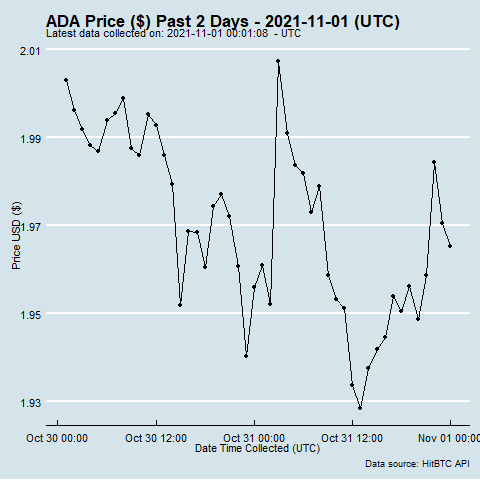 ADA Price ($) Past 2 Days - 2021-11-01 (UTC)
Latest data collected on: 2021-11-01 00:01:08 - UTC
2.01
1.99
1.97
1.95
1.93
Price USD ($)
Oct 30 00:00
Oct 30 12:00
Oct 31 00:00
Oct 31 12:00
Nov 01 00:00
Date Time Collected (UTC)
Data source: HitBTC API